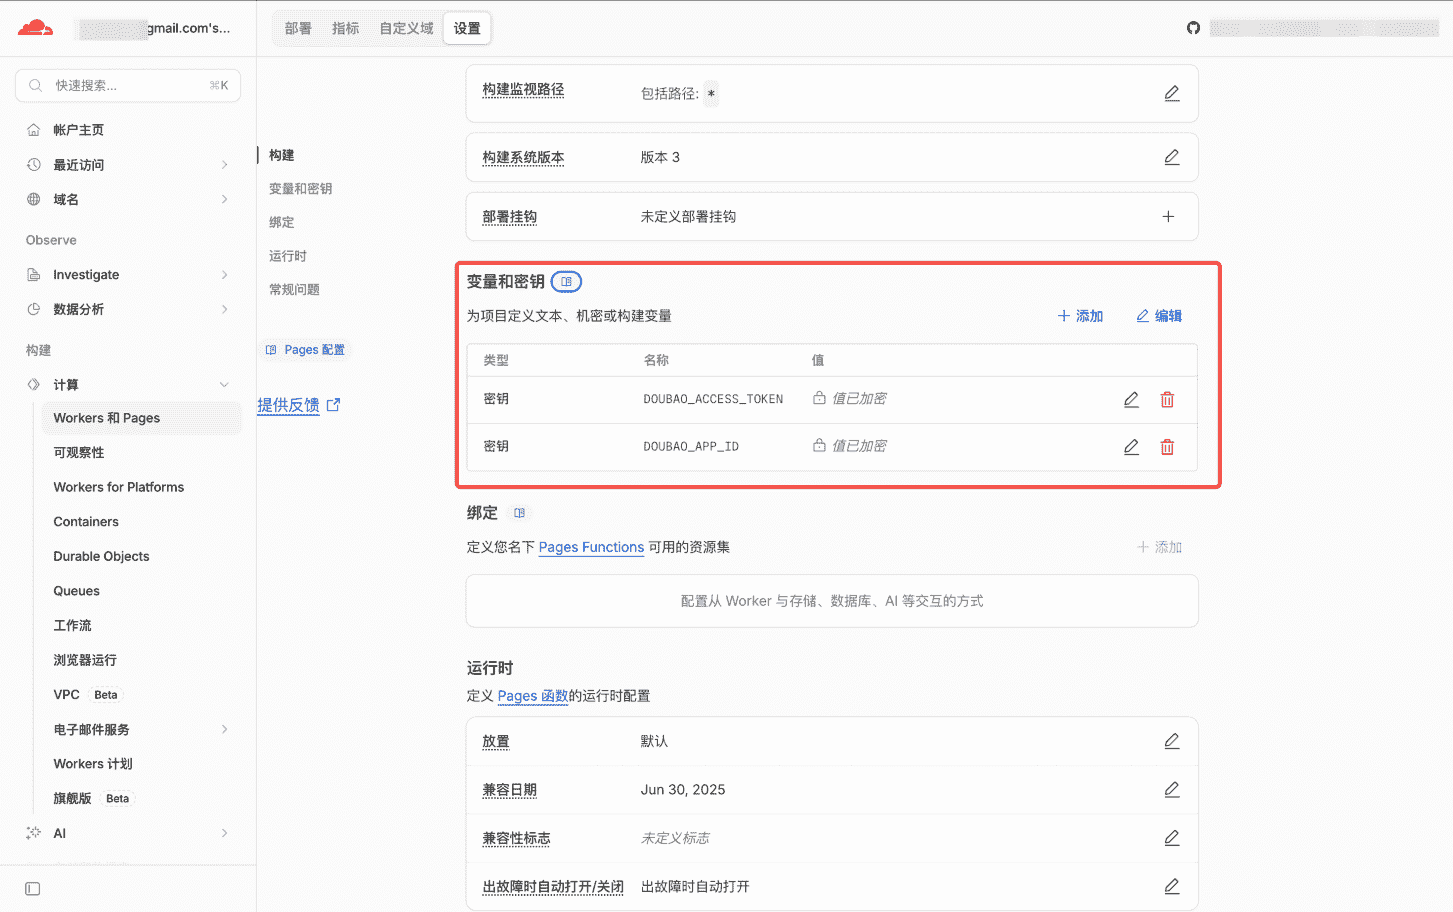 gmail.com's...
部署 指标 自定义域 设置
快速搜索... ⌘K
帐户主页
最近访问
域名
Observe
Investigate
数据分析
构建
计算
Workers 和 Pages
可观察性
Workers for Platforms
Containers
Durable Objects
Queues
工作流
浏览器运行
VPC Beta
电子邮件服务
Workers 计划
旗舰版 Beta
AI
构建
变量和密钥
绑定
运行时
常规问题
Pages 配置
提供反馈
构建监视路径 包括路径: *
构建系统版本 版本 3
部署挂钩 未定义部署挂钩
变量和密钥
为项目定义文本、机密或构建变量 添加 编辑
类型 名称 值
密钥 DOUBAO_ACCESS_TOKEN 值已加密
密钥 DOUBAO_APP_ID 值已加密
绑定
定义您名下 Pages Functions 可用的资源集 添加
配置从 Worker 与存储、数据库、AI 等交互的方式
运行时
定义 Pages 函数的运行时配置
放置 默认
兼容日期 Jun 30, 2025
兼容性标志 未定义标志
出故障时自动打开/关闭 出故障时自动打开